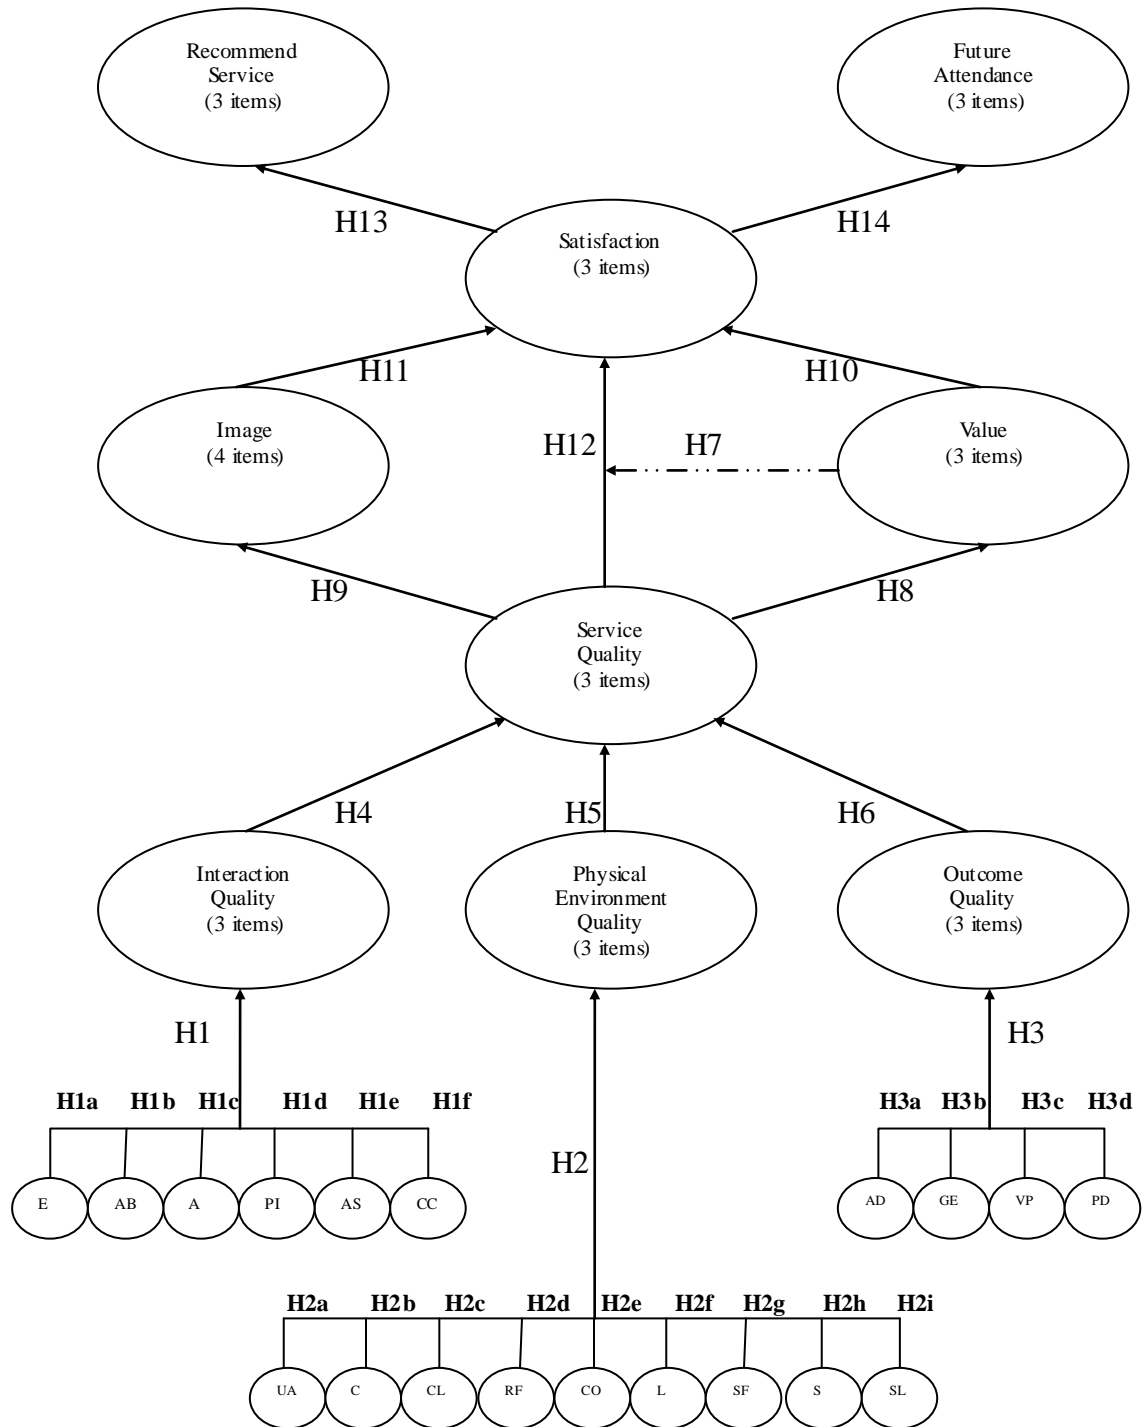 Recommend
Service
(3 items)
Future
Attendance
(3 items)
H13
H14
Satisfaction
(3 items)
H11
H10
Image
(4 items)
H12
H7
Value
(3 items)
H9
H8
Service
Quality
(3 items)
H4
H5
H6
Interaction
Quality
(3 items)
Physical
Environment
Quality
(3 items)
Outcome
Quality
(3 items)
H1
H3
H1a H1b H1c H1d H1e H1f
H3a H3b H3c H3d
H2
E AB A PI AS CC
AD GE VP PD
H2a H2b H2c H2d H2e H2f H2g H2h H2i
UA C CL RF CO L SF S SL